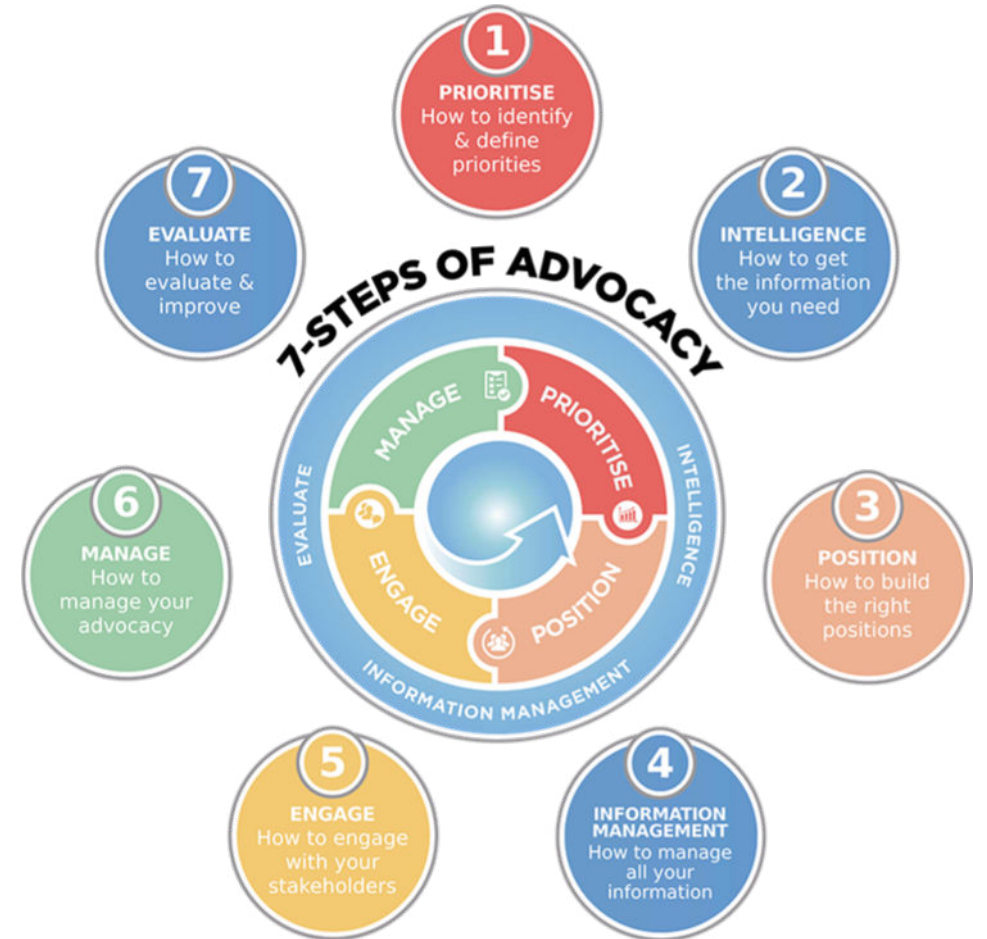 1
PRIORITISE
How to identify
& define
priorities
2
INTELLIGENCE
How to get
the information
you need
3
POSITION
How to build
the right
positions
4
INFORMATION
MANAGEMENT
How to manage
all your
information
5
ENGAGE
How to engage
with your
stakeholders
6
MANAGE
How to
manage your
advocacy
7
EVALUATE
How to
evaluate &
improve
7-STEPS OF ADVOCACY
MANAGE
PRIORITISE
POSITION
ENGAGE
EVALUATE
INTELLIGENCE
INFORMATION MANAGEMENT